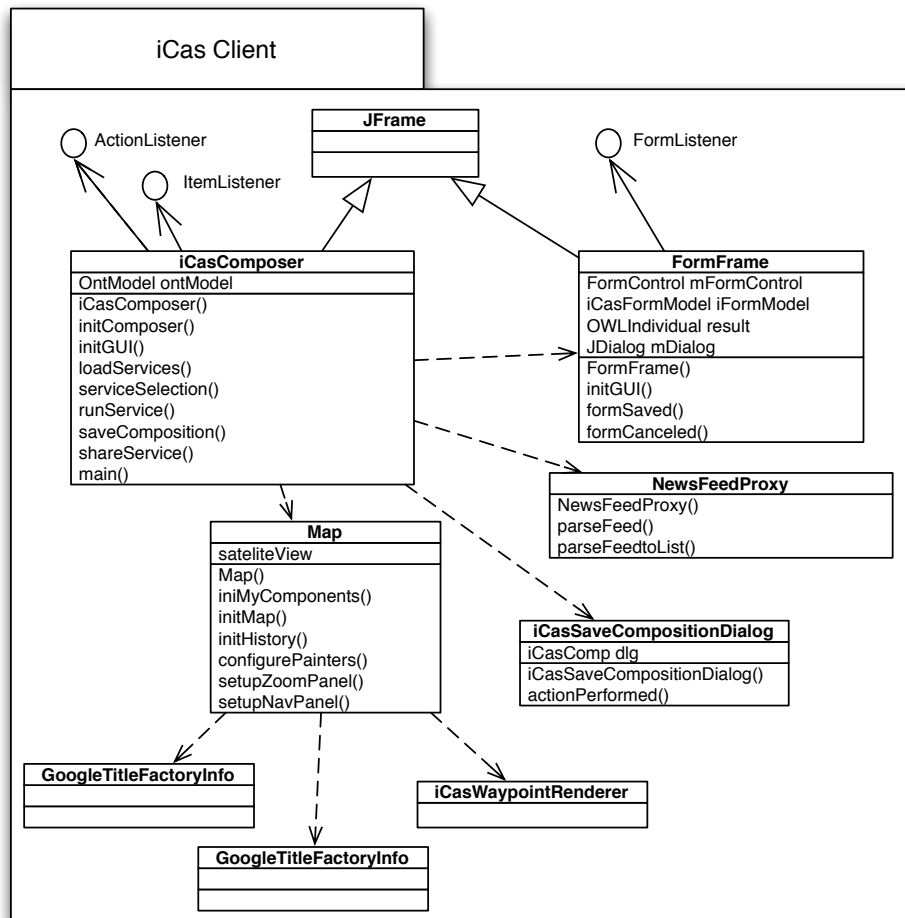 iCas Client
ActionListener
ItemListener
JFrame
FormListener
iCasComposer
OntModel ontModel
iCasComposer()
initComposer()
initGUI()
loadServices()
serviceSelection()
runService()
saveComposition()
shareService()
main()
FormFrame
FormControl mFormControl
iCasFormModel iFormModel
OWLIndividual result
JDialog mDialog
FormFrame()
initGUI()
formSaved()
formCanceled()
NewsFeedProxy
NewsFeedProxy()
parseFeed()
parseFeedtoList()
Map
sateliteView
Map()
iniMyComponents()
initMap()
initHistory()
configurePainters()
setupZoomPanel()
setupNavPanel()
iCasSaveCompositionDialog
iCasComp dlg
iCasSaveCompositionDialog()
actionPerformed()
GoogleTitleFactoryInfo
iCasWaypointRenderer
GoogleTitleFactoryInfo